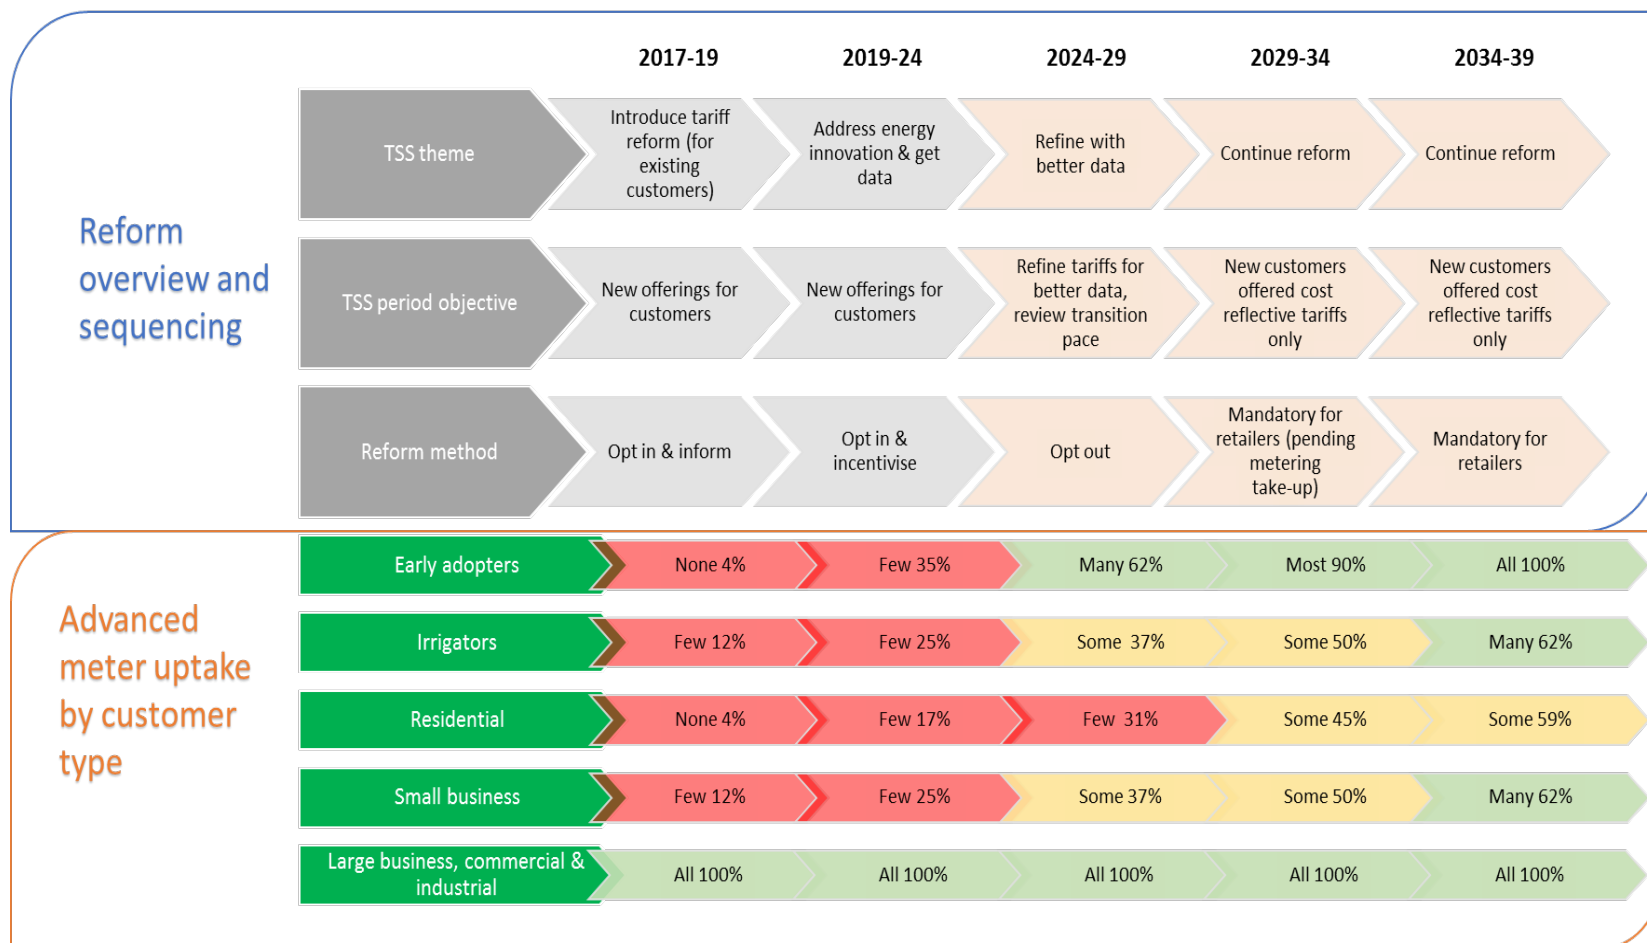 2017-19
2019-24
2024-29
2029-34
2034-39
Reform
overview and
sequencing
TSS theme
Introduce tariff
reform (for
existing
customers)
Address energy
innovation & get
data
Refine with
better data
Continue reform
Continue reform
TSS period objective
New offerings for
customers
New offerings for
customers
Refine tariffs for
better data,
review transition
pace
New customers
offered cost
reflective tariffs
only
New customers
offered cost
reflective tariffs
only
Reform method
Opt in & inform
Opt in &
incentivise
Opt out
Mandatory for
retailers (pending
metering
take-up)
Mandatory for
retailers
Advanced
meter uptake
by customer
type
Early adopters
None 4%
Few 35%
Many 62%
Most 90%
All 100%
Irrigators
Few 12%
Few 25%
Some 37%
Some 50%
Many 62%
Residential
None 4%
Few 17%
Few 31%
Some 45%
Some 59%
Small business
Few 12%
Few 25%
Some 37%
Some 50%
Many 62%
Large business, commercial &
industrial
All 100%
All 100%
All 100%
All 100%
All 100%